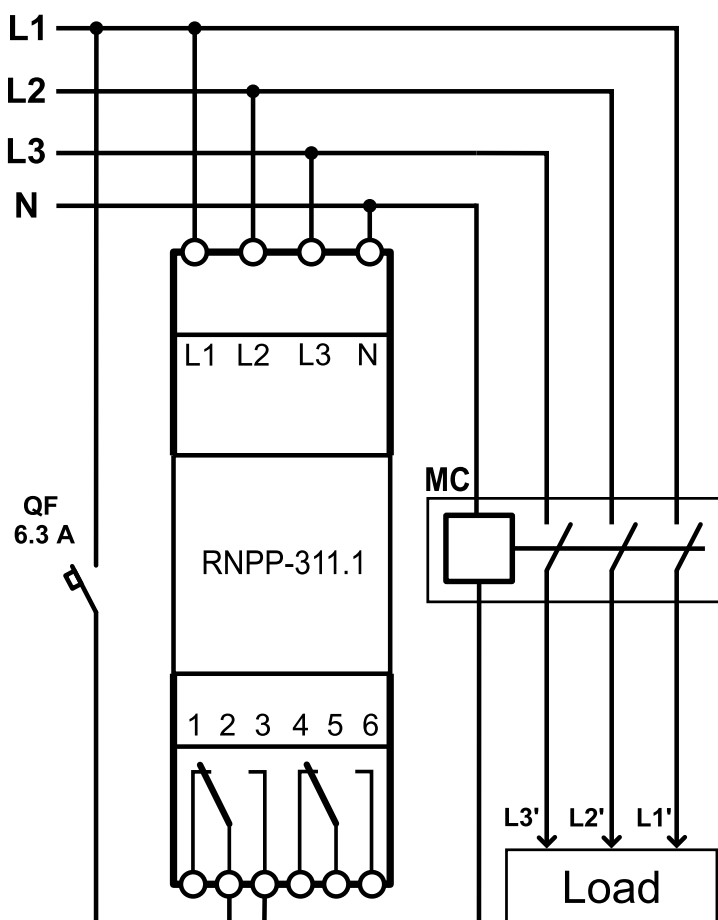 L1
L2
L3
N
L1 L2 L3 N
MC
QF
6.3 A
RNPP-311.1
1 2 3 4 5 6
L3' L2' L1'
Load